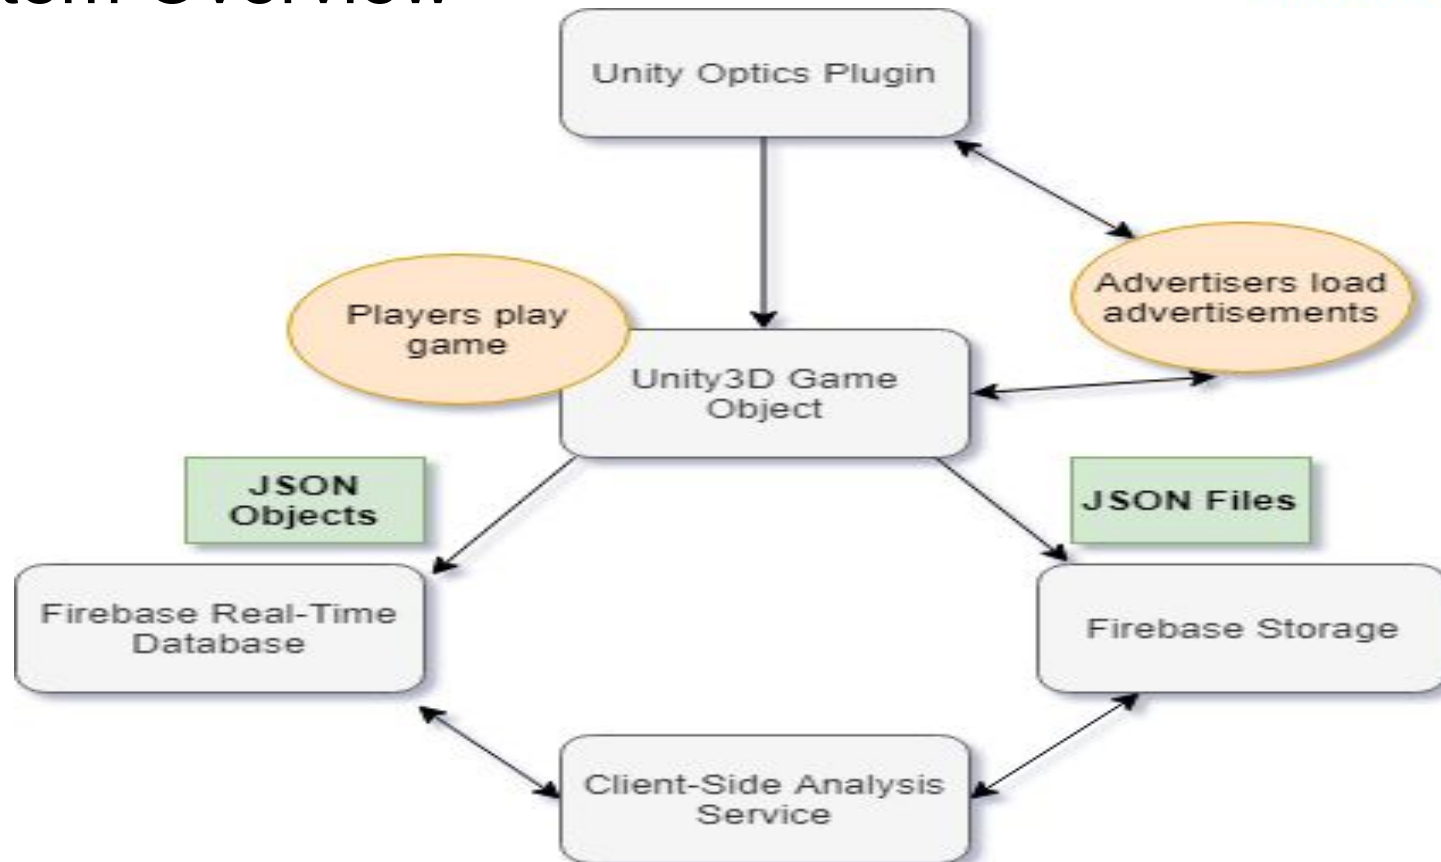 Overview
Unity Optics Plugin
Advertisers load
advertisements
Players play
game
Unity3D Game
Object
JSON
Objects
JSON Files
Firebase Real-Time
Database
Firebase Storage
Client-Side Analysis
Service